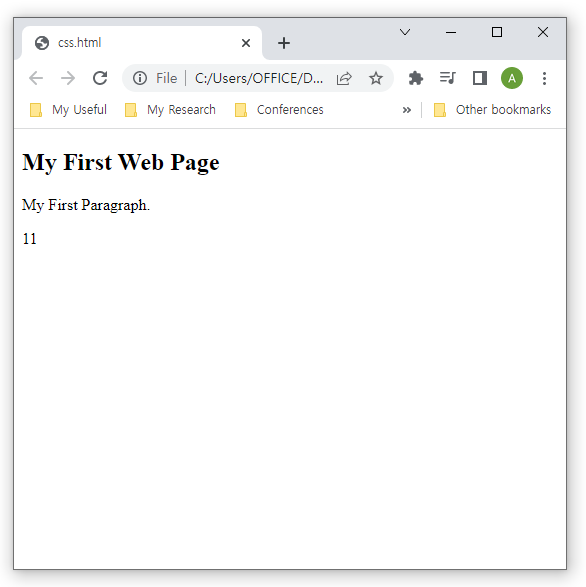 css.html
File | C:/Users/OFFICE/D...
A
My Useful My Research Conferences » Other bookmarks
My First Web Page
My First Paragraph.
11